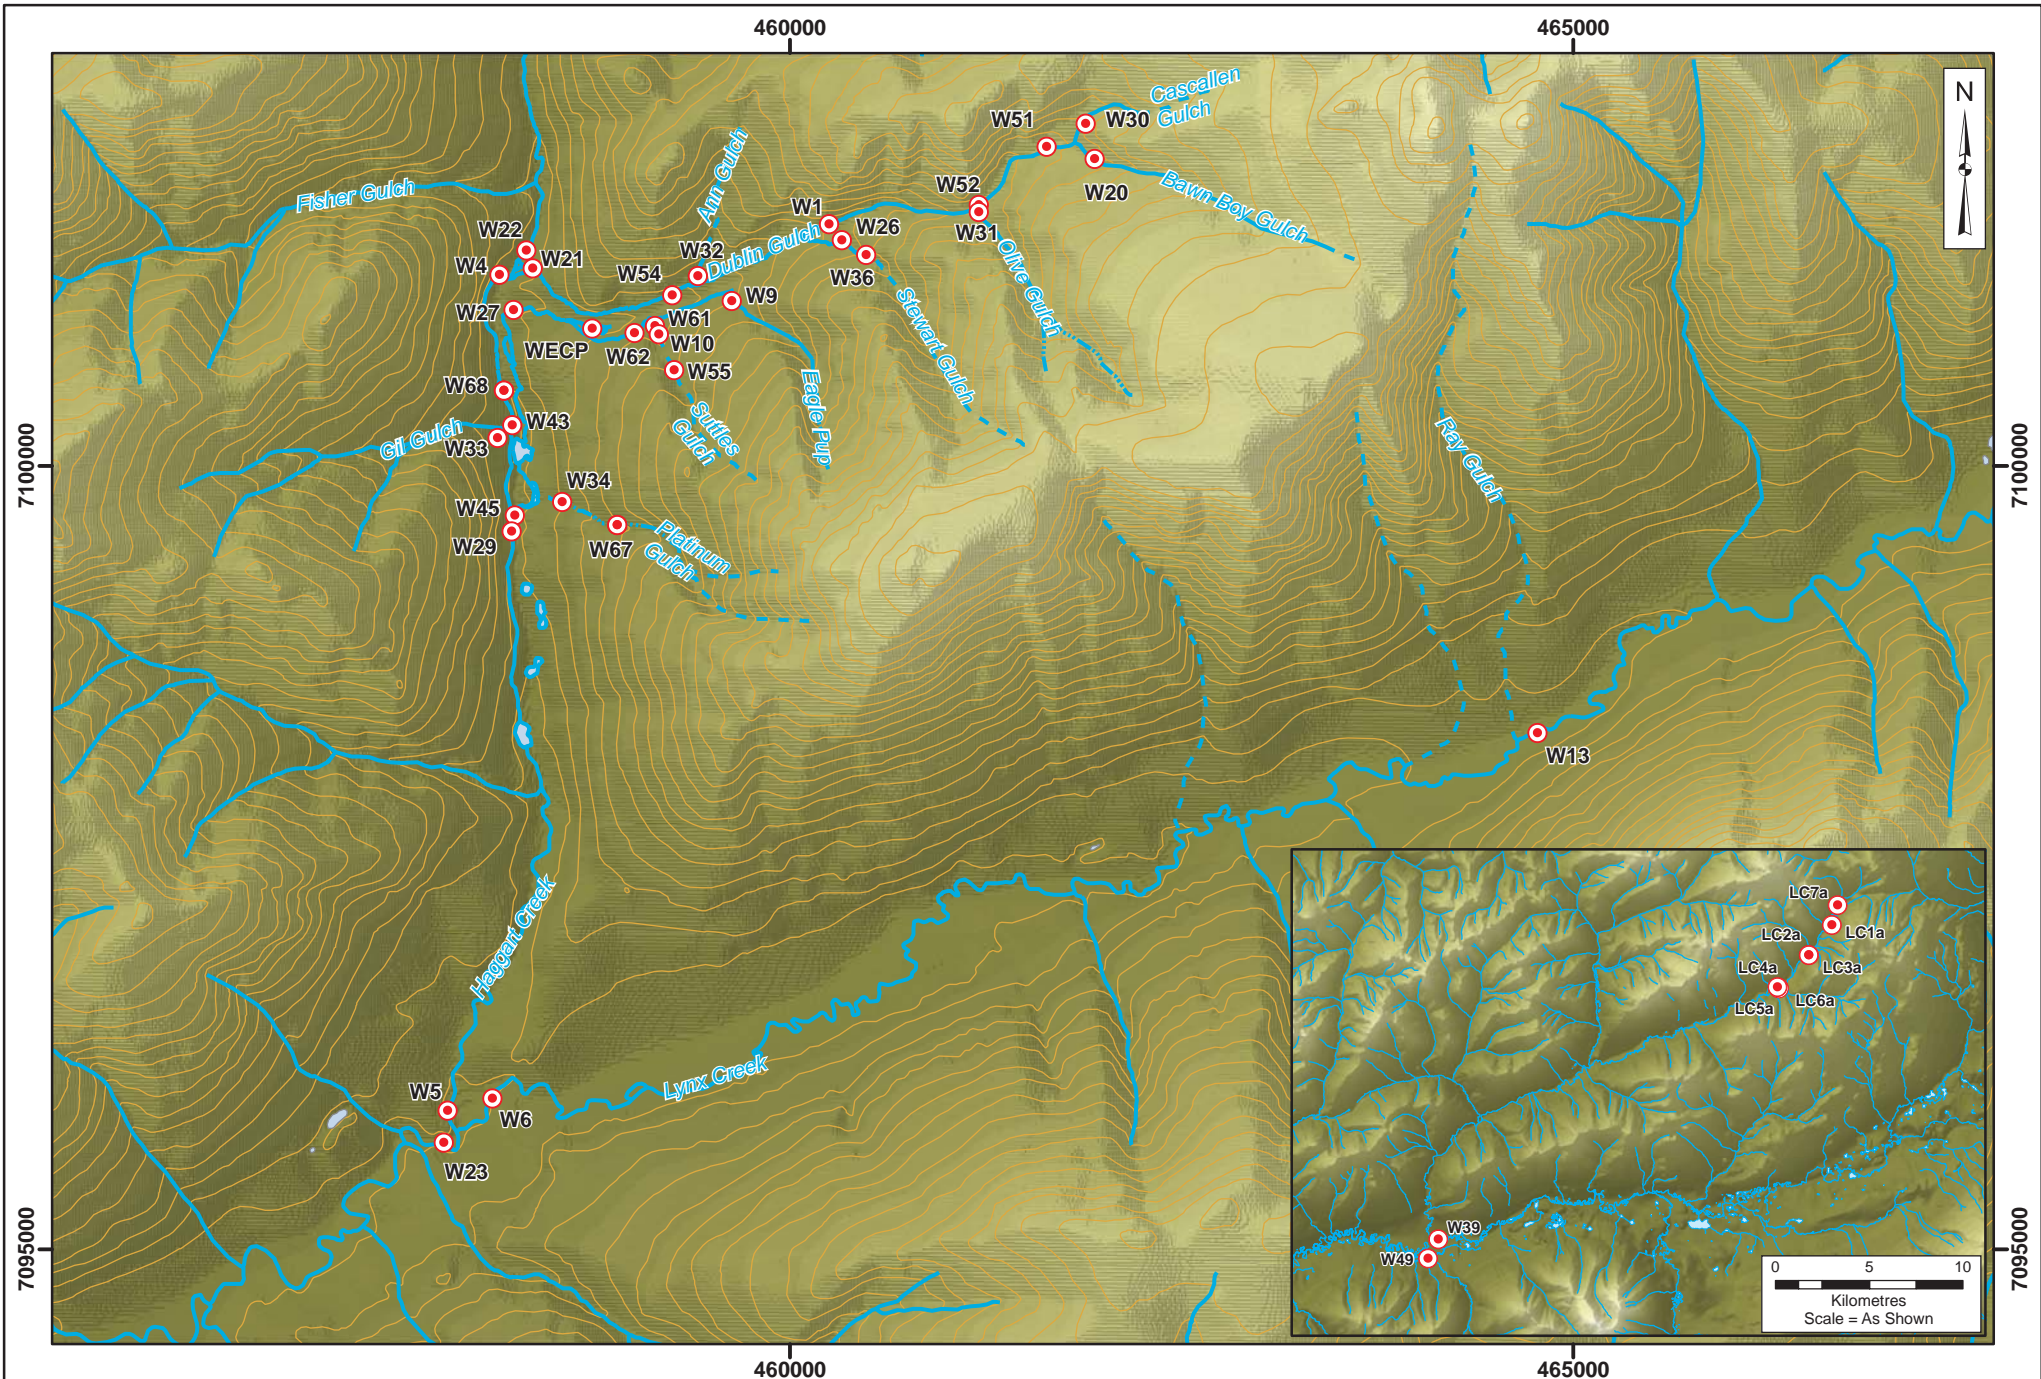 460000
465000
N
Cascallen
Gulch
W51
W30
Ann Gulch
Fisher Gulch
W52
W20
Bawn Boy Gulch
W1
W26
W31
W22
W21
W32
Dublin Gulch
W36
Olive Gulch
W4
W54
W9
Stewart Gulch
W27
W61
WECP
W62
W10
W55
Eagle Pup
W68
Suttles
Gulch
W43
Gil Gulch
W33
Ray Gulch
7100000
7100000
W34
W45
W29
W67
Platinum
Gulch
W13
Haggart Creek
LC7a
LC1a
LC2a
LC3a
LC4a
LC6a
LC5a
Lynx Creek
W5
W6
W23
W39
W49
7095000
7095000
0 5 10
Kilometres
Scale = As Shown
460000
465000